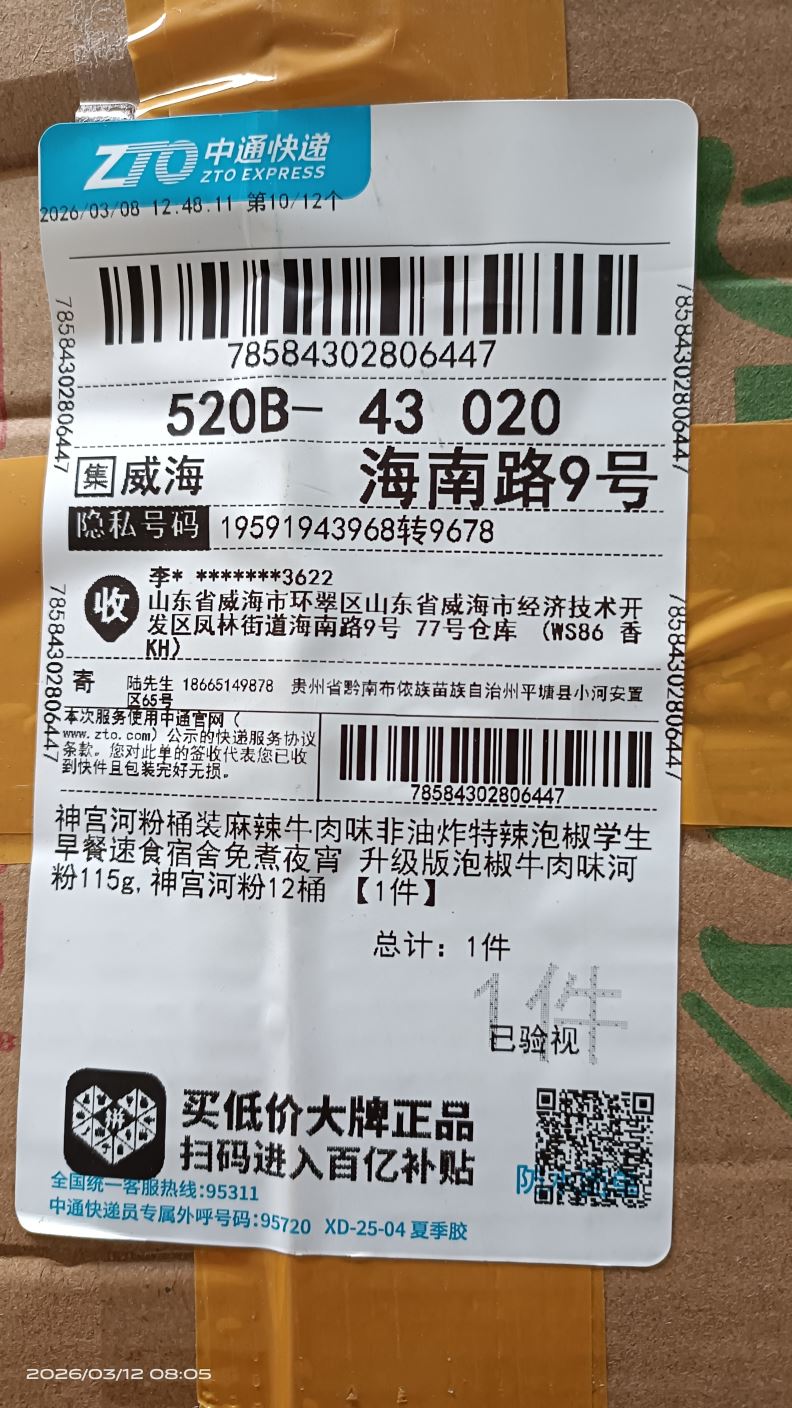 ZTO 中通快递
ZTO EXPRESS
2026/03/08 12.48.11 第10/12个
78584302806447
78584302806447
78584302806447
520B- 43 020
集 威海 海南路9号
隐私号码 19591943968转9678
李* *******3622
收 山东省威海市环翠区山东省威海市经济技术开
发区凤林街道海南路9号 77号仓库 (WS86 香
KH)
78584302806447
78584302806447
寄 陆先生 18665149878 贵州省黔南布依族苗族自治州平塘县小河安置
区65号
本次服务使用中通官网(
www.zto.com)公示的快递服务协议
条款。您对此单的签收代表您已收
到快件且包装完好无损。
78584302806447
神宫河粉桶装麻辣牛肉味非油炸特辣泡椒学生
早餐速食宿舍免煮夜宵 升级版泡椒牛肉味河
粉115g,神宫河粉12桶 【1件】
总计：1件
1件
已验视
拼
买低价大牌正品
扫码进入百亿补贴
全国统一客服热线:95311
中通快递员专属外呼号码:95720 XD-25-04 夏季胶
2026/03/12 08:05